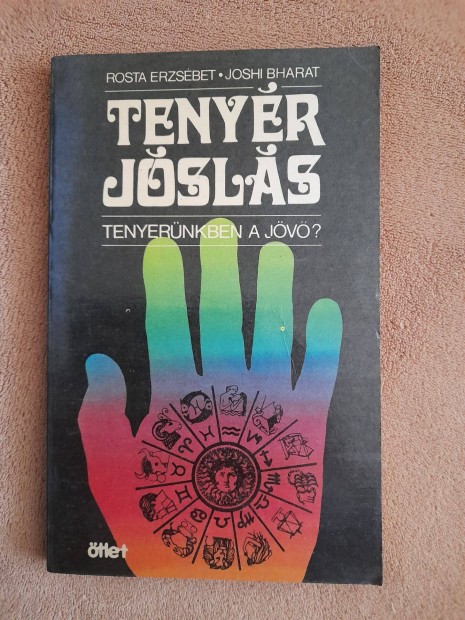 ROSTA ERZSÉBET • JOSHI BHARAT
TENYÉR
JÓSLÁS
TENYERÜNKBEN A JÖVŐ?
ötlet